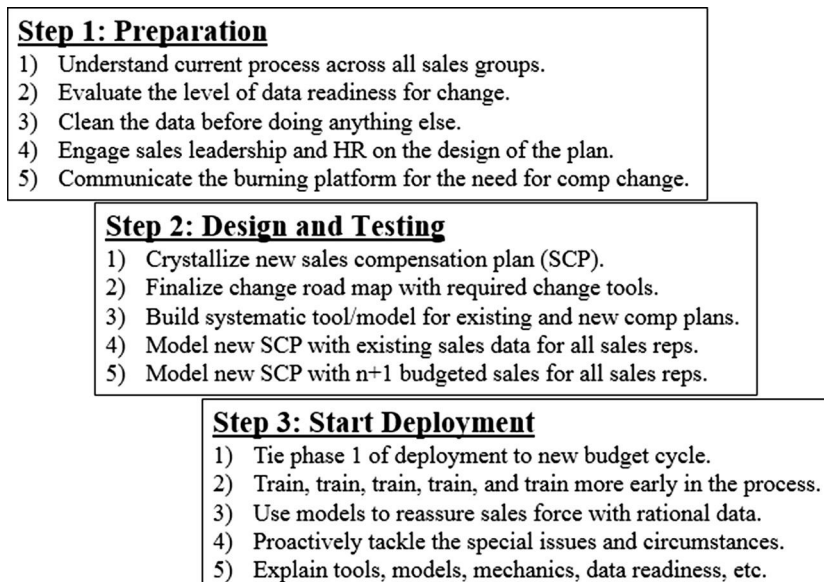 Step 1: Preparation
1) Understand current process across all sales groups.
2) Evaluate the level of data readiness for change.
3) Clean the data before doing anything else.
4) Engage sales leadership and HR on the design of the plan.
5) Communicate the burning platform for the need for comp change.
Step 2: Design and Testing
1) Crystallize new sales compensation plan (SCP).
2) Finalize change road map with required change tools.
3) Build systematic tool/model for existing and new comp plans.
4) Model new SCP with existing sales data for all sales reps.
5) Model new SCP with n+1 budgeted sales for all sales reps.
Step 3: Start Deployment
1) Tie phase 1 of deployment to new budget cycle.
2) Train, train, train, train, and train more early in the process.
3) Use models to reassure sales force with rational data.
4) Proactively tackle the special issues and circumstances.
5) Explain tools, models, mechanics, data readiness, etc.